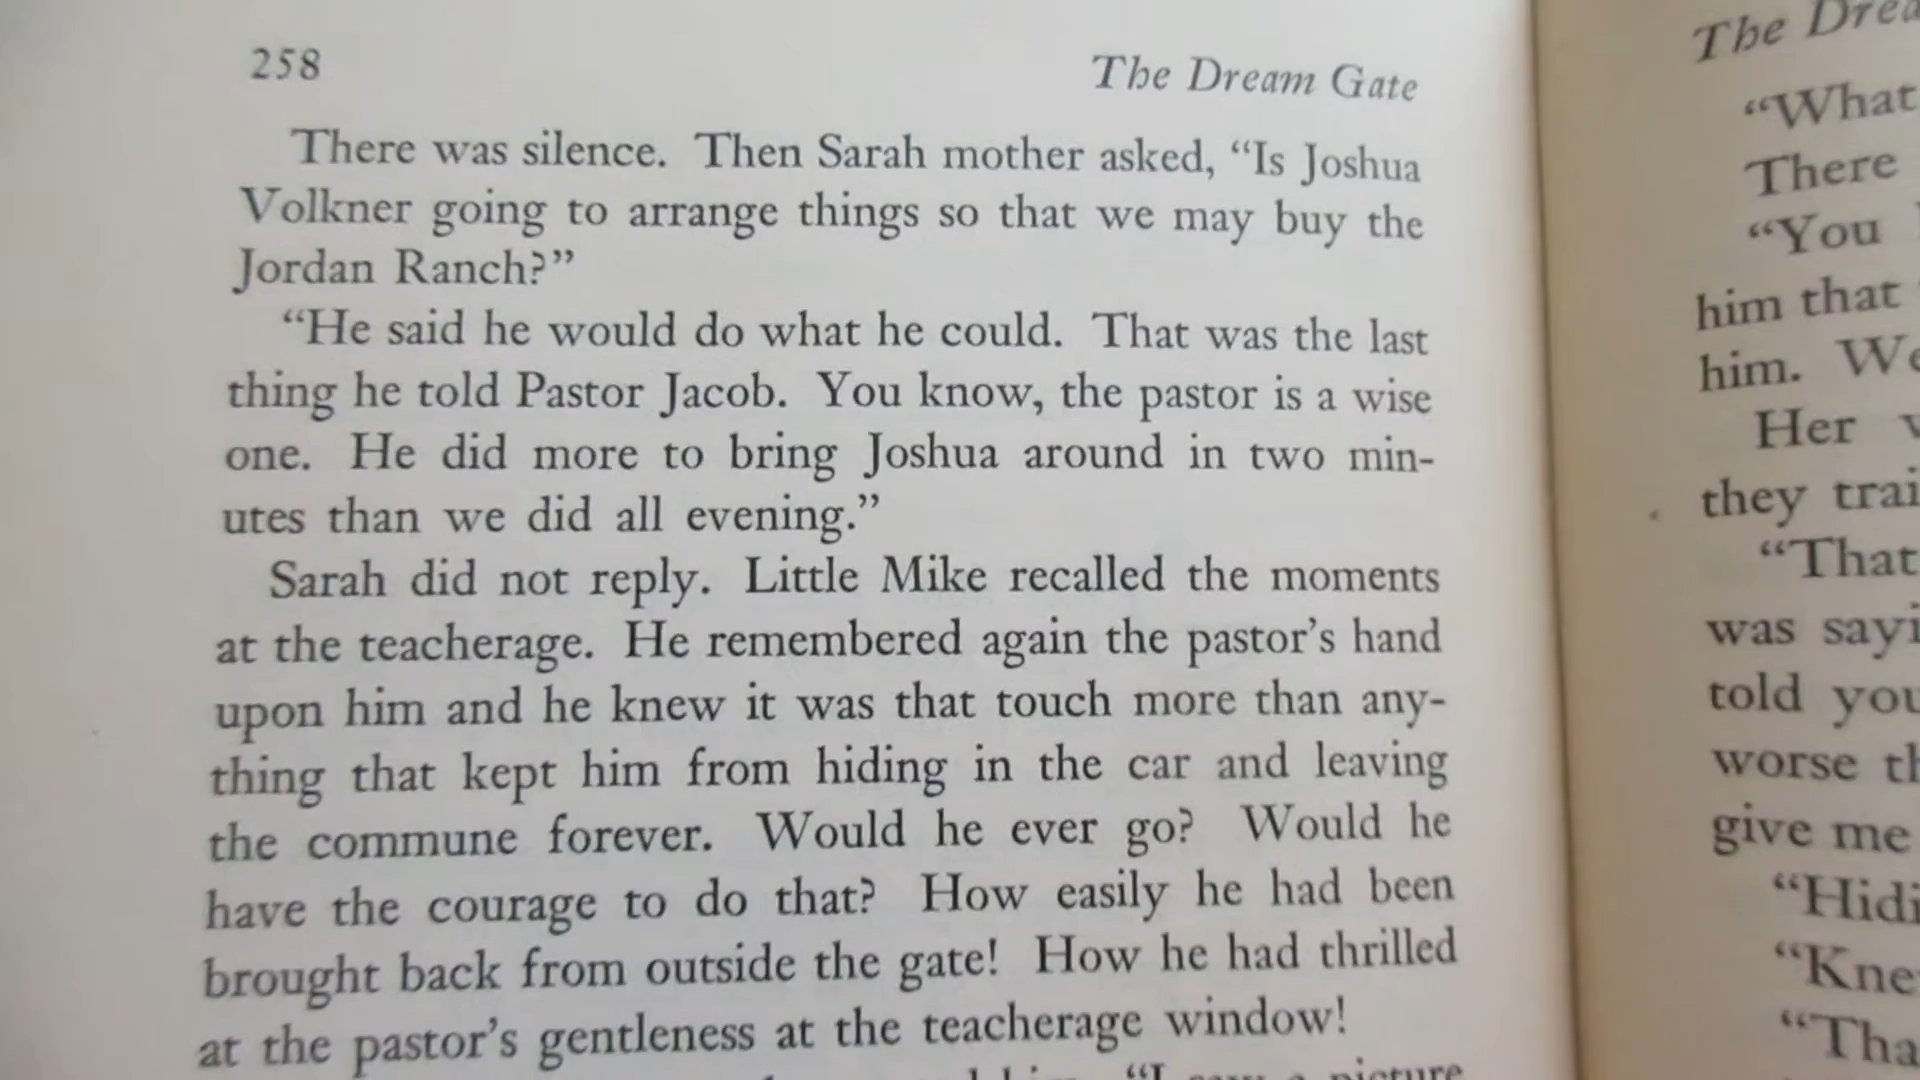 258
The Dream Gate
There was silence. Then Sarah mother asked, “Is Joshua
Volkner going to arrange things so that we may buy the
Jordan Ranch?”
“He said he would do what he could. That was the last
thing he told Pastor Jacob. You know, the pastor is a wise
one. He did more to bring Joshua around in two min-
utes than we did all evening.”
Sarah did not reply. Little Mike recalled the moments
at the teacherage. He remembered again the pastor’s hand
upon him and he knew it was that touch more than any-
thing that kept him from hiding in the car and leaving
the commune forever. Would he ever go? Would he
have the courage to do that? How easily he had been
brought back from outside the gate! How he had thrilled
at the pastor’s gentleness at the teacherage window!
“I saw a picture
The
“What
There
“You
him that
him. We
Her
they
“That
was
told you
worse
give me